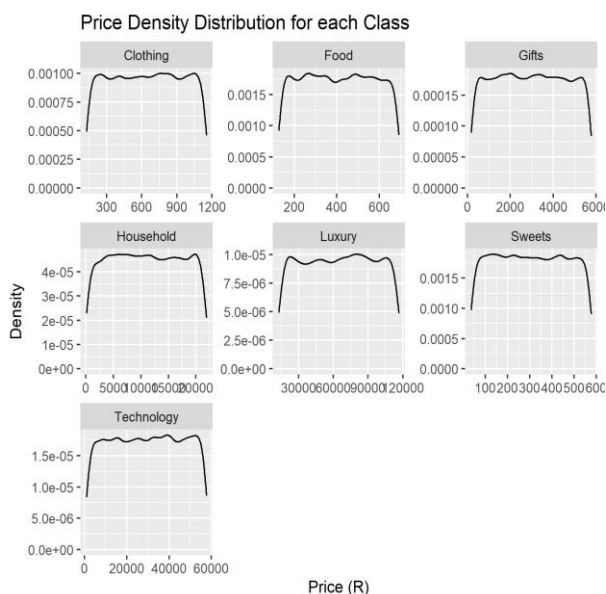 Price Density Distribution for each Class
Clothing
Food
Gifts
0.00100
0.00075
0.00050
0.00025
0.00000
300 600 900 1200
0.0015
0.0010
0.0005
0.0000
200 400 600
0.00015
0.00010
0.00005
0.00000
0 2000 4000 6000
Household
Luxury
Sweets
4e-05
3e-05
2e-05
1e-05
0e+00
0 5000 10000 15000 20000
1.0e-05
7.5e-06
5.0e-06
2.5e-06
0.0e+00
30000 60000 90000 120000
0.0015
0.0010
0.0005
0.0000
100 200 300 400 500 600
Technology
1.5e-05
1.0e-05
5.0e-06
0.0e+00
0 20000 40000 60000
Density
Price (R)